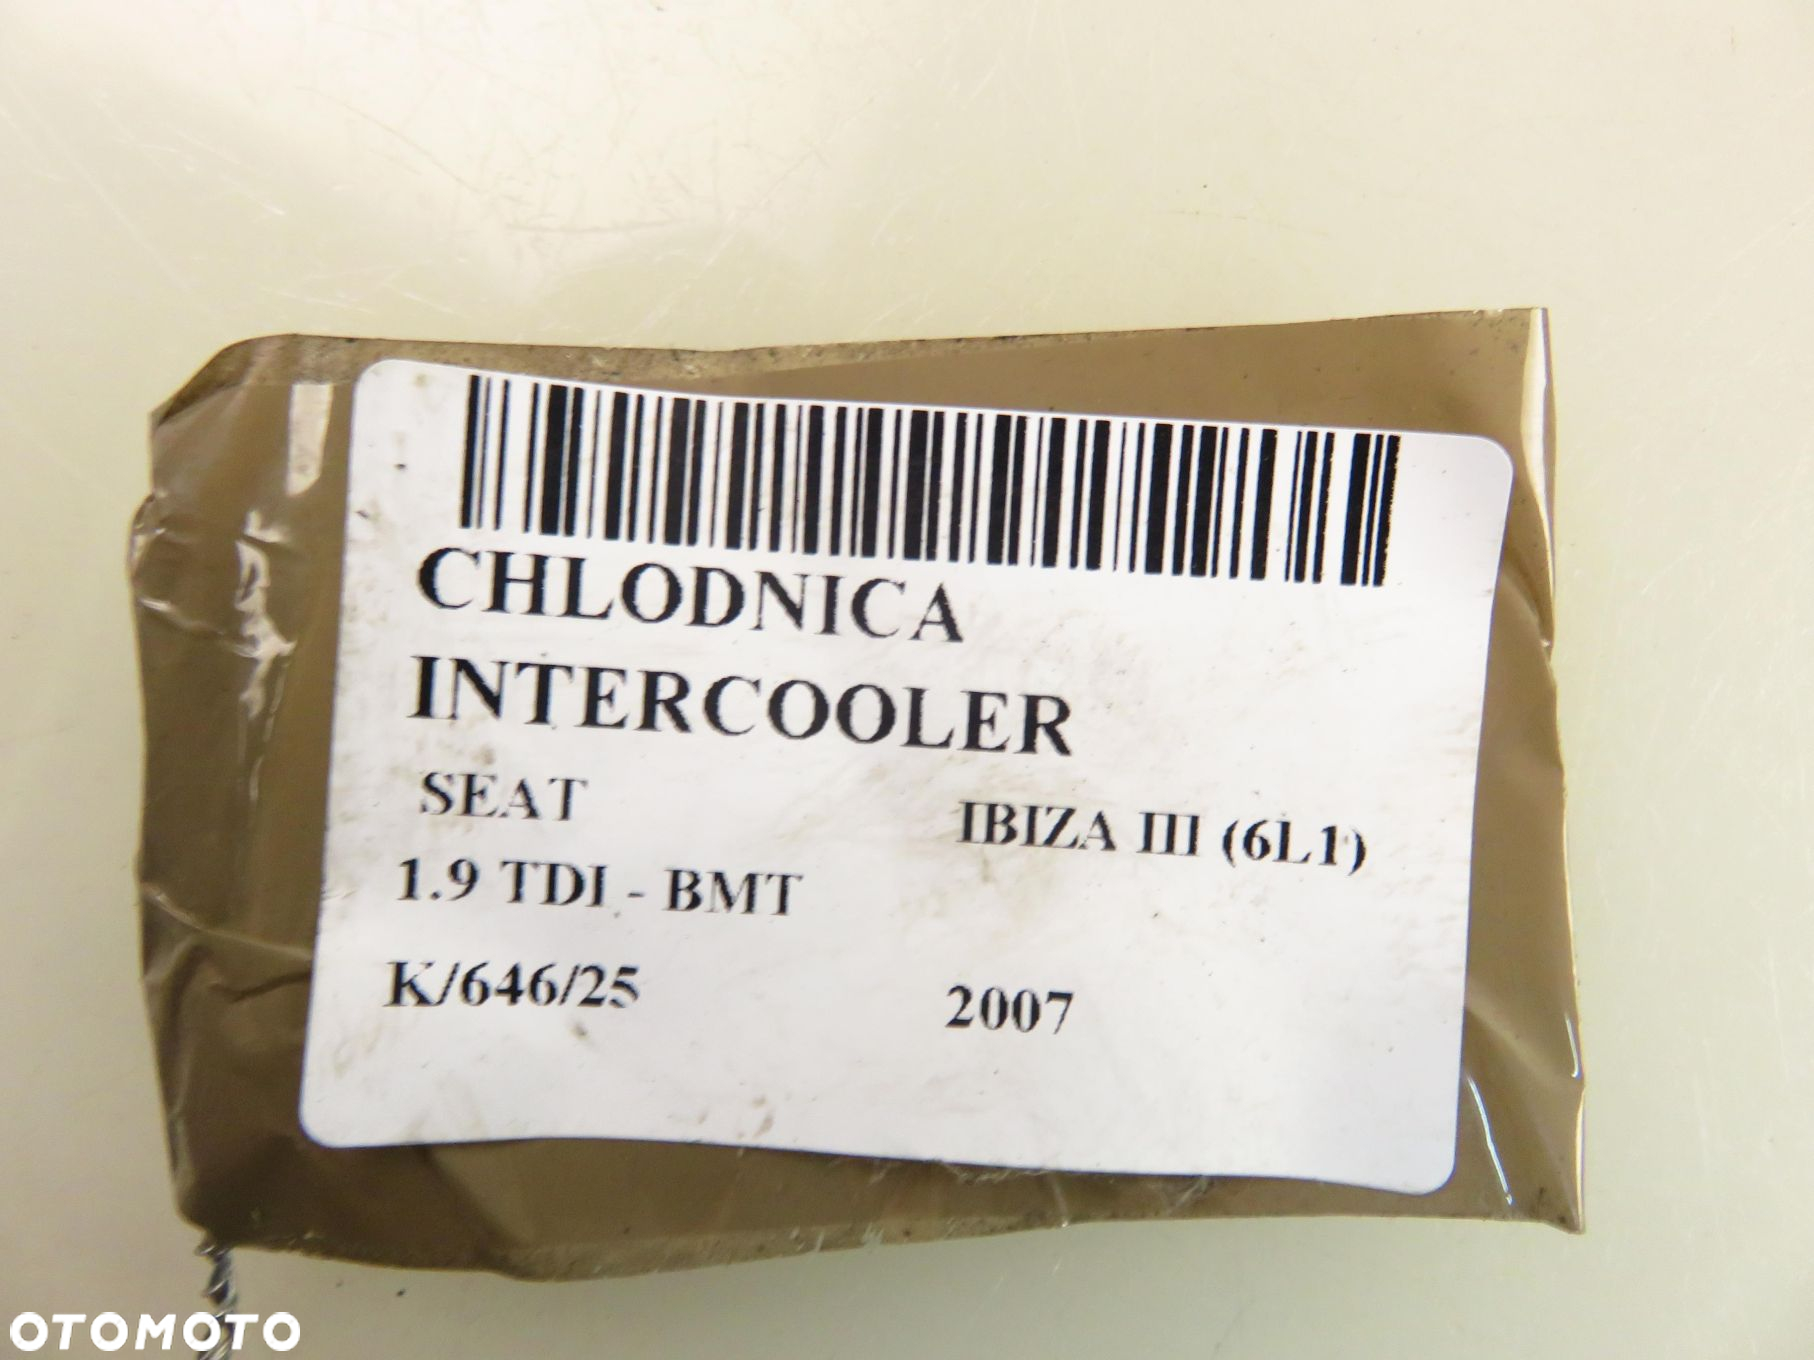 CHLODNICA
INTERCOOLER
SEAT IBIZA III (6L1)
1.9 TDI - BMT
K/646/25 2007
OTOMOTO